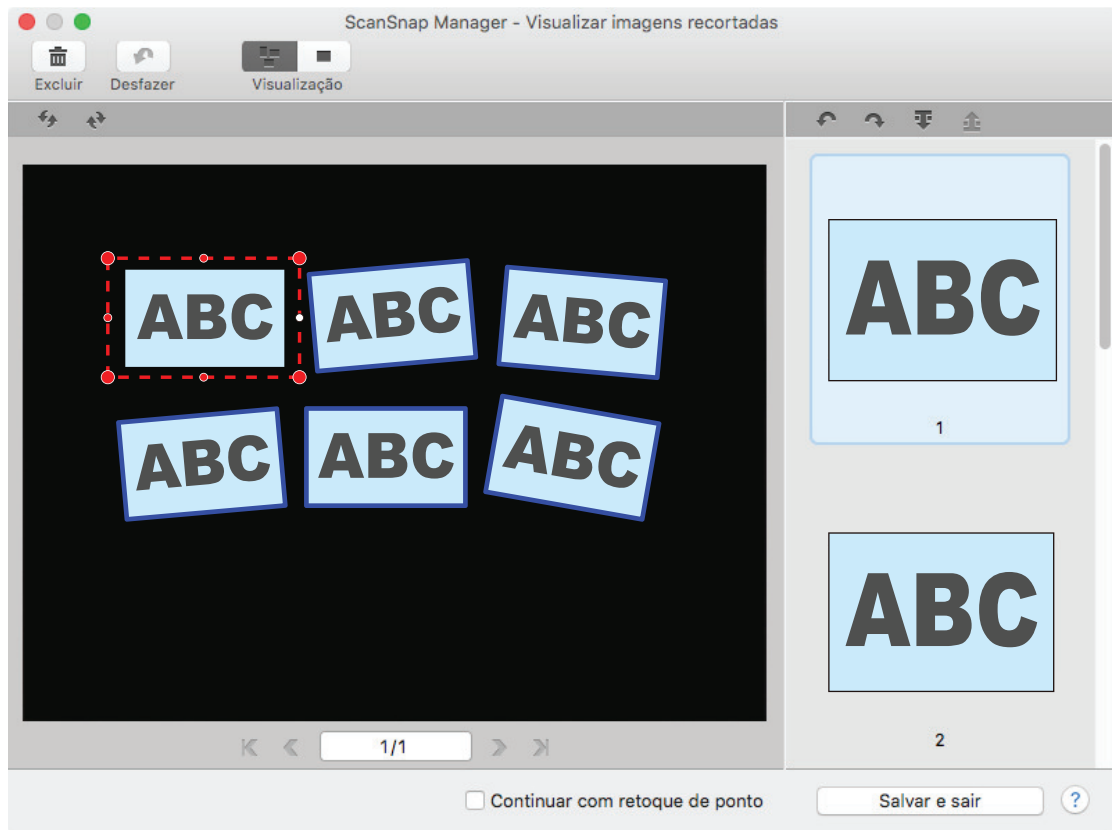 ScanSnap Manager - Visualizar imagens recortadas
Excluir Desfazer Visualização
ABC ABC ABC
ABC ABC ABC
ABC
1
ABC
2
1/1
Continuar com retoque de ponto Salvar e sair ?